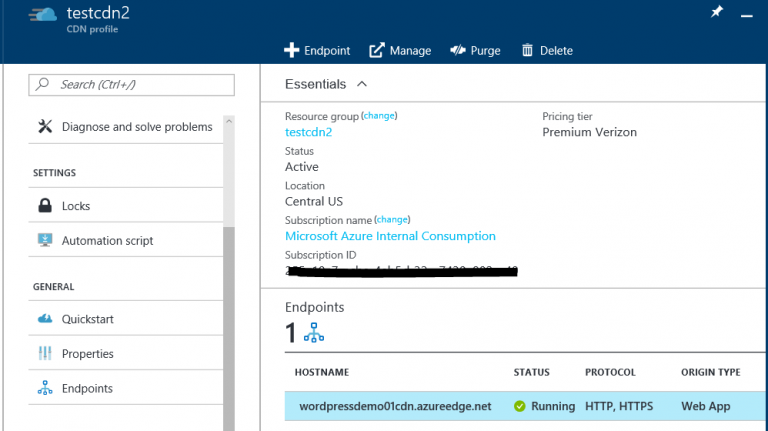 testcdn2
CDN profile
Endpoint Manage Purge Delete
Search (Ctrl+/)
Diagnose and solve problems
SETTINGS
Locks
Automation script
GENERAL
Quickstart
Properties
Endpoints
Essentials
Resource group (change)
testcdn2
Status
Active
Location
Central US
Subscription name (change)
Microsoft Azure Internal Consumption
Subscription ID
Pricing tier
Premium Verizon
Endpoints
1
HOSTNAME STATUS PROTOCOL ORIGIN TYPE
wordpressdemo01cdn.azureedge.net Running HTTP, HTTPS Web App